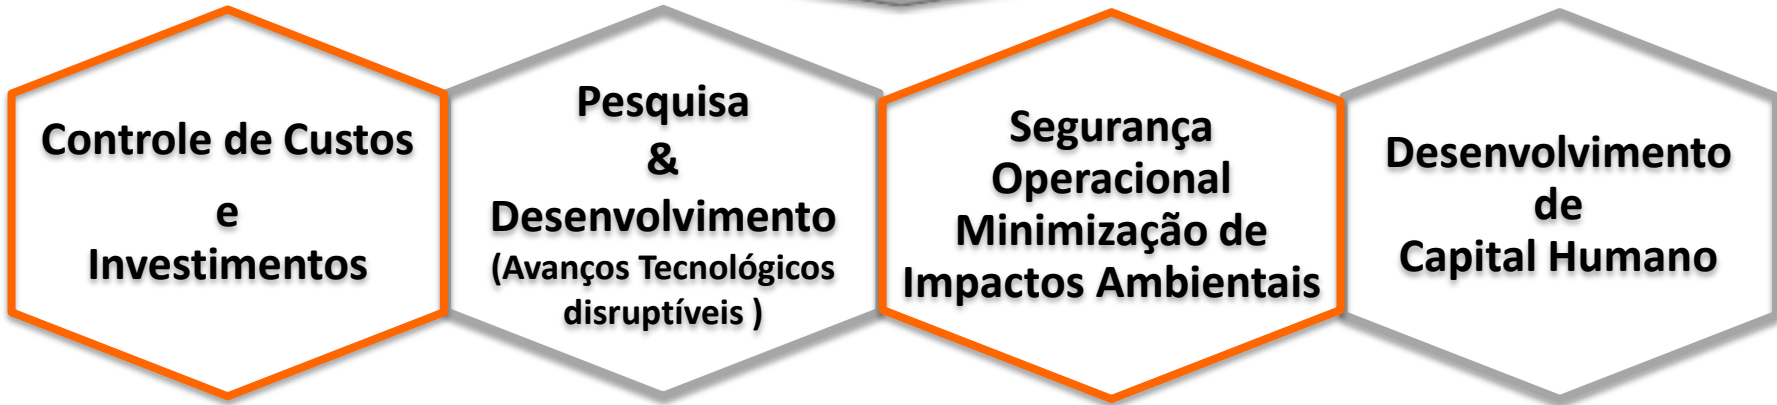 Controle de Custos
e
Investimentos
Pesquisa
&
Desenvolvimento
(Avanços Tecnológicos
disruptíveis )
Segurança
Operacional
Minimização de
Impactos Ambientais
Desenvolvimento
de
Capital Humano